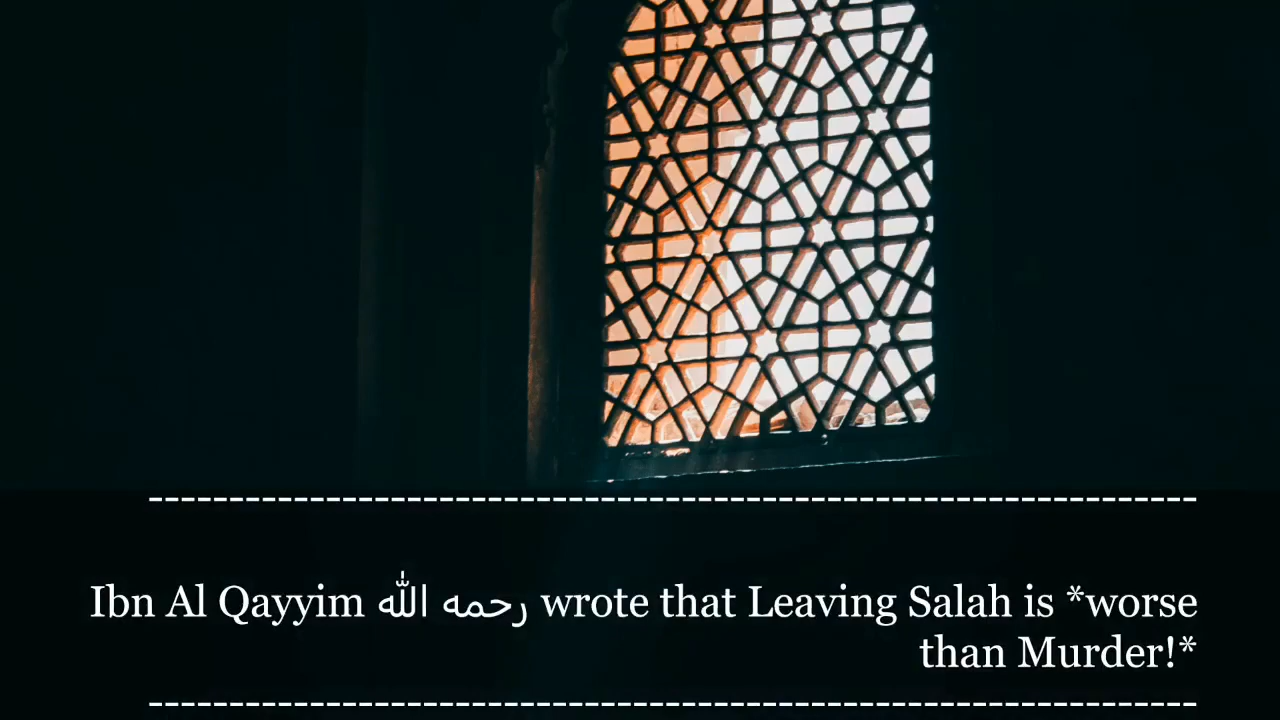 -----------------------------------------------------------------
Ibn Al Qayyim رحمه الله wrote that Leaving Salah is *worse
than Murder!*
-----------------------------------------------------------------